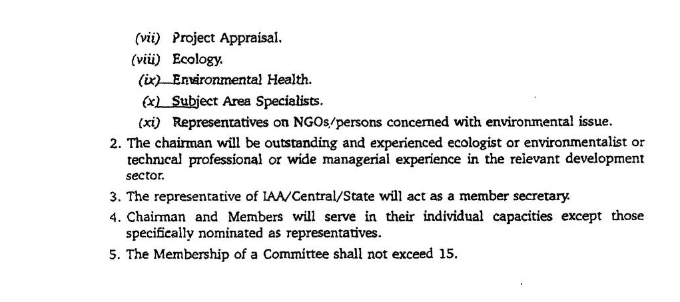 (vii) Project Appraisal.
(viii) Ecology.
(ix) Environmental Health.
(x) Subject Area Specialists.
(xi) Representatives on NGOs/persons concerned with environmental issue.
2. The chairman will be outstanding and experienced ecologist or environmentalist or
technical professional or wide managerial experience in the relevant development
sector.
3. The representative of IAA/Central/State will act as a member secretary.
4. Chairman and Members will serve in their individual capacities except those
specifically nominated as representatives.
5. The Membership of a Committee shall not exceed 15.